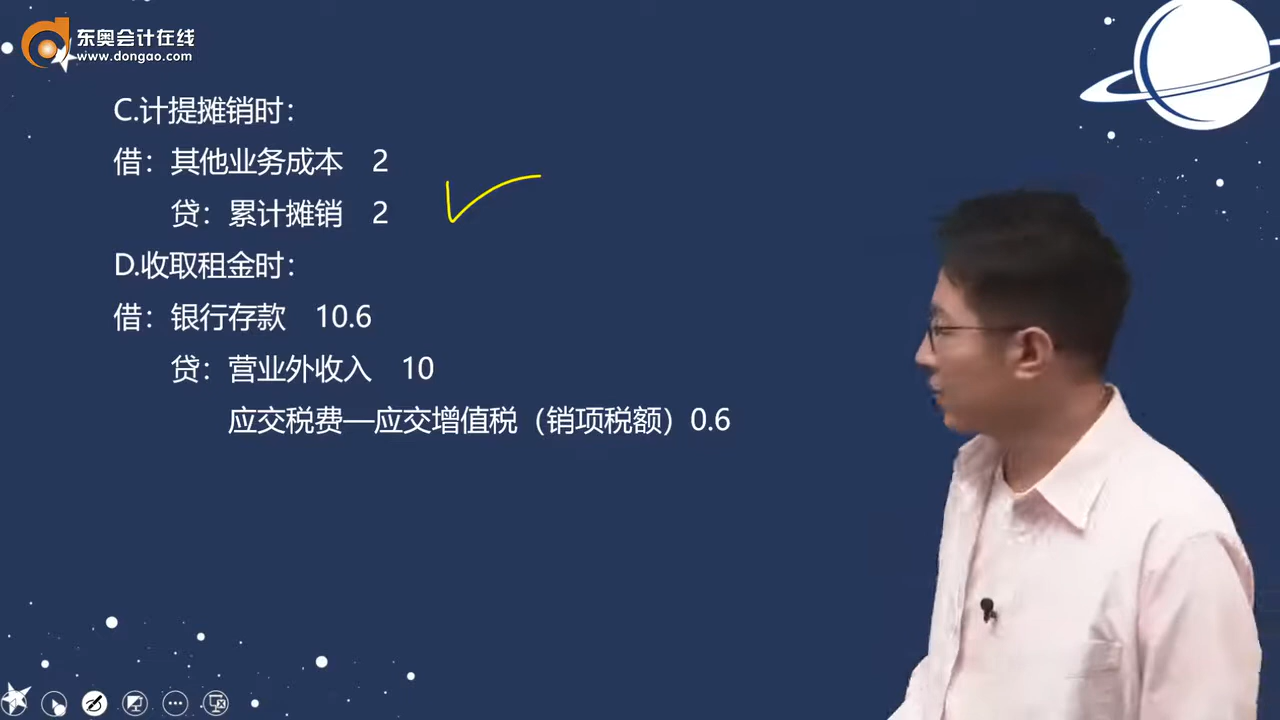 东奥会计在线
www.dongao.com
C.计提摊销时：
借：其他业务成本 2
贷：累计摊销 2
D.收取租金时：
借：银行存款 10.6
贷：营业外收入 10
应交税费—应交增值税（销项税额）0.6